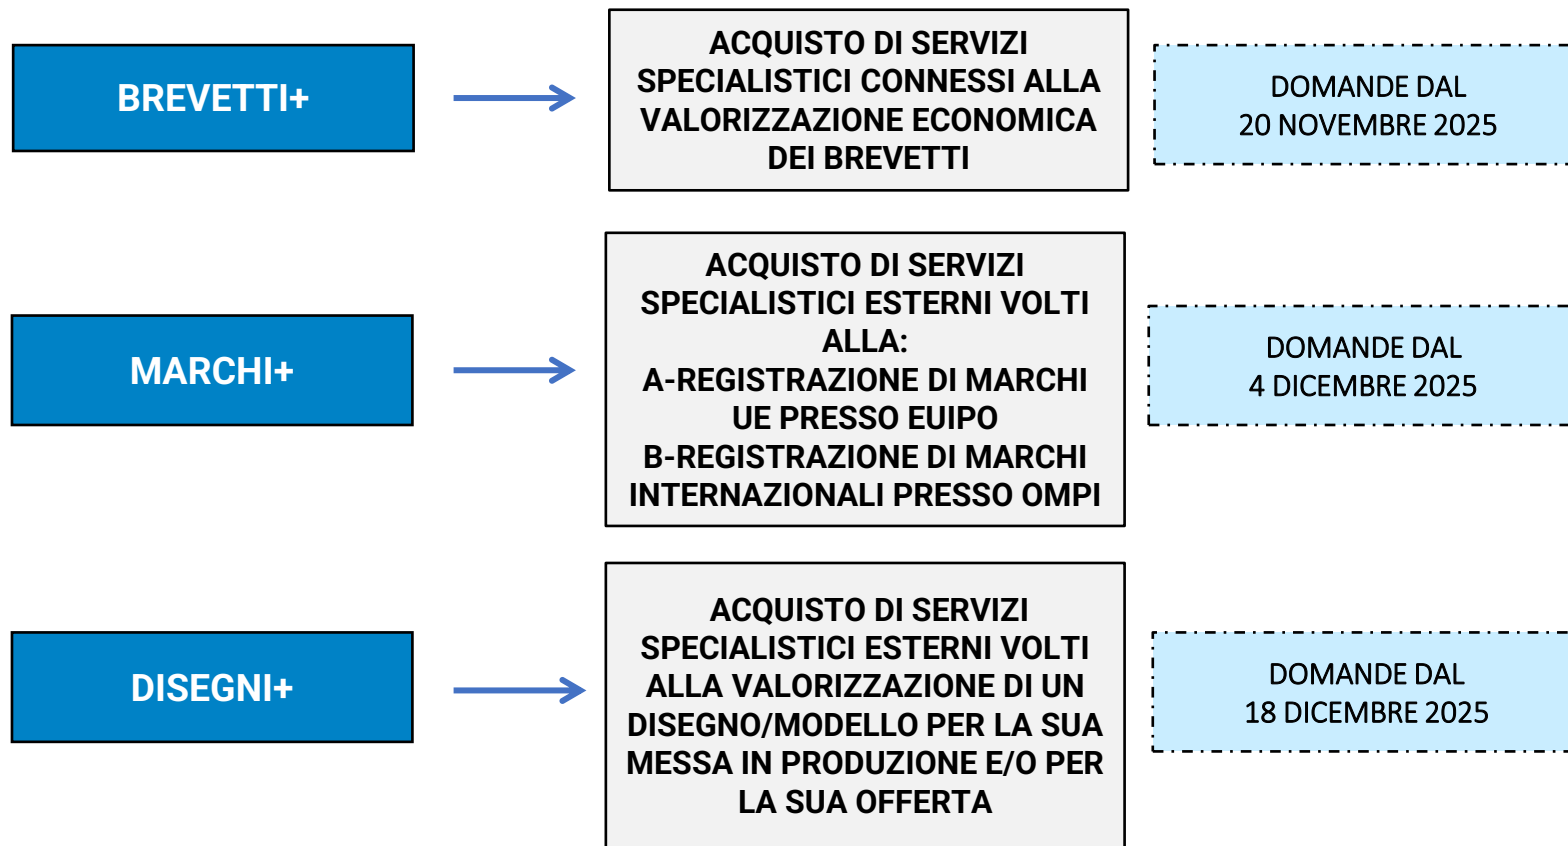 BREVETTI+
ACQUISTO DI SERVIZI
SPECIALISTICI CONNESSI ALLA
VALORIZZAZIONE ECONOMICA
DEI BREVETTI
DOMANDE DAL
20 NOVEMBRE 2025
MARCHI+
ACQUISTO DI SERVIZI
SPECIALISTICI ESTERNI VOLTI
ALLA:
A-REGISTRAZIONE DI MARCHI
UE PRESSO EUIPO
B-REGISTRAZIONE DI MARCHI
INTERNAZIONALI PRESSO OMPI
DOMANDE DAL
4 DICEMBRE 2025
DISEGNI+
ACQUISTO DI SERVIZI
SPECIALISTICI ESTERNI VOLTI
ALLA VALORIZZAZIONE DI UN
DISEGNO/MODELLO PER LA SUA
MESSA IN PRODUZIONE E/O PER
LA SUA OFFERTA
DOMANDE DAL
18 DICEMBRE 2025